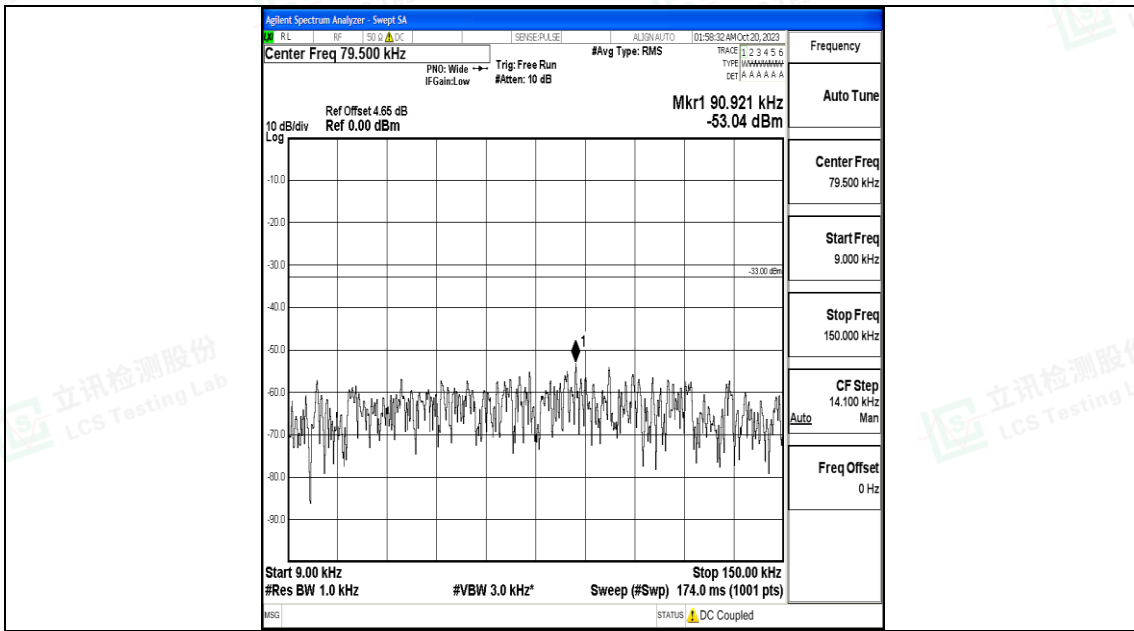 Agilent Spectrum Analyzer - Swept SA
RL RF 50 Ω DC SENSE:PULSE ALIGN AUTO 01:58:32 AM Oct 20, 2023
Center Freq 79.500 kHz
#Avg Type: RMS
TRACE 1 2 3 4 5 6
TYPE
DET A A A A A A
PNO: Wide
IFGain:Low
Trig: Free Run
#Atten: 10 dB
Mkr1 90.921 kHz
-53.04 dBm
Ref Offset 4.65 dB
Ref 0.00 dBm
10 dB/div
Log
-10.0
-20.0
-30.0
-33.00 dBm
-40.0
-50.0
1
-60.0
-70.0
-80.0
-90.0
Start 9.00 kHz
Stop 150.00 kHz
#Res BW 1.0 kHz
#VBW 3.0 kHz*
Sweep (#Swp) 174.0 ms (1001 pts)
MSG
STATUS DC Coupled
Frequency
Auto Tune
Center Freq
79.500 kHz
Start Freq
9.000 kHz
Stop Freq
150.000 kHz
CF Step
14.100 kHz
Auto Man
Freq Offset
0 Hz
立讯检测股份
LCS Testing Lab
立讯检测股份
LCS Testing L